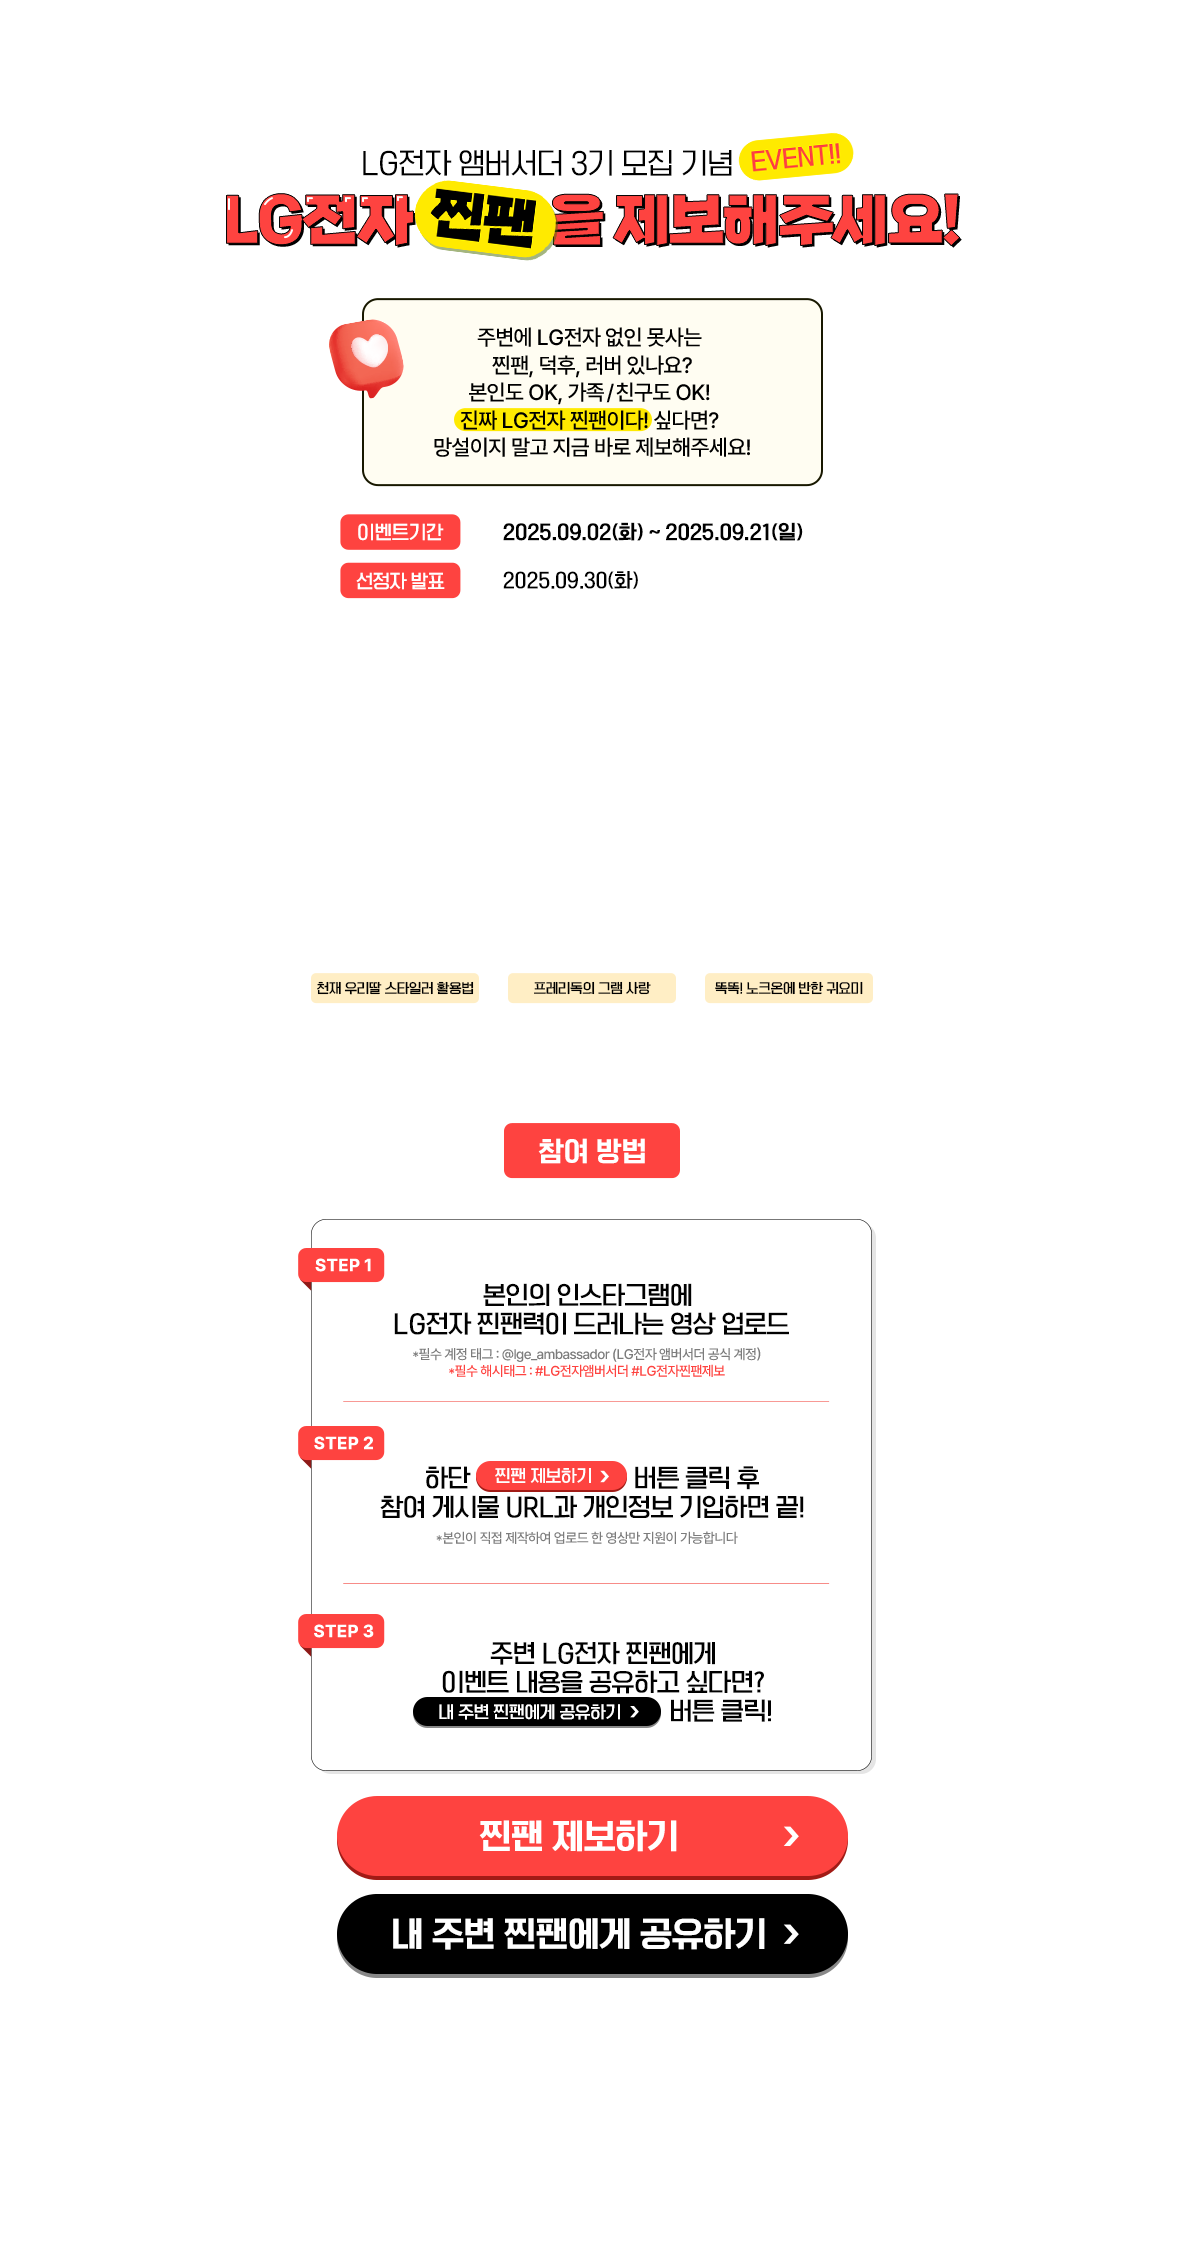 LG전자 앰버서더 3기 모집 기념 EVENT!!
LG전자 찐팬을 제보해주세요!
주변에 LG전자 없인 못사는
찐팬, 덕후, 러버 있나요?
본인도 OK, 가족/친구도 OK!
진짜 LG전자 찐팬이다! 싶다면?
망설이지 말고 지금 바로 제보해주세요!
이벤트기간 2025.09.02(화) ~ 2025.09.21(일)
선정자 발표 2025.09.30(화)
천재 우리딸 스타일러 활용법 프레리독의 그램 사랑 똑똑! 노크온에 반한 귀요미
참여 방법
STEP 1
본인의 인스타그램에
LG전자 찐팬력이 드러나는 영상 업로드
*필수 계정 태그 : @lge_ambassador (LG전자 앰버서더 공식 계정)
*필수 해시태그 : #LG전자앰버서더 #LG전자찐팬제보
STEP 2
하단 찐팬 제보하기 › 버튼 클릭 후
참여 게시물 URL과 개인정보 기입하면 끝!
*본인이 직접 제작하여 업로드 한 영상만 지원이 가능합니다
STEP 3
주변 LG전자 찐팬에게
이벤트 내용을 공유하고 싶다면?
내 주변 찐팬에게 공유하기 › 버튼 클릭!
찐팬 제보하기 ›
내 주변 찐팬에게 공유하기 ›